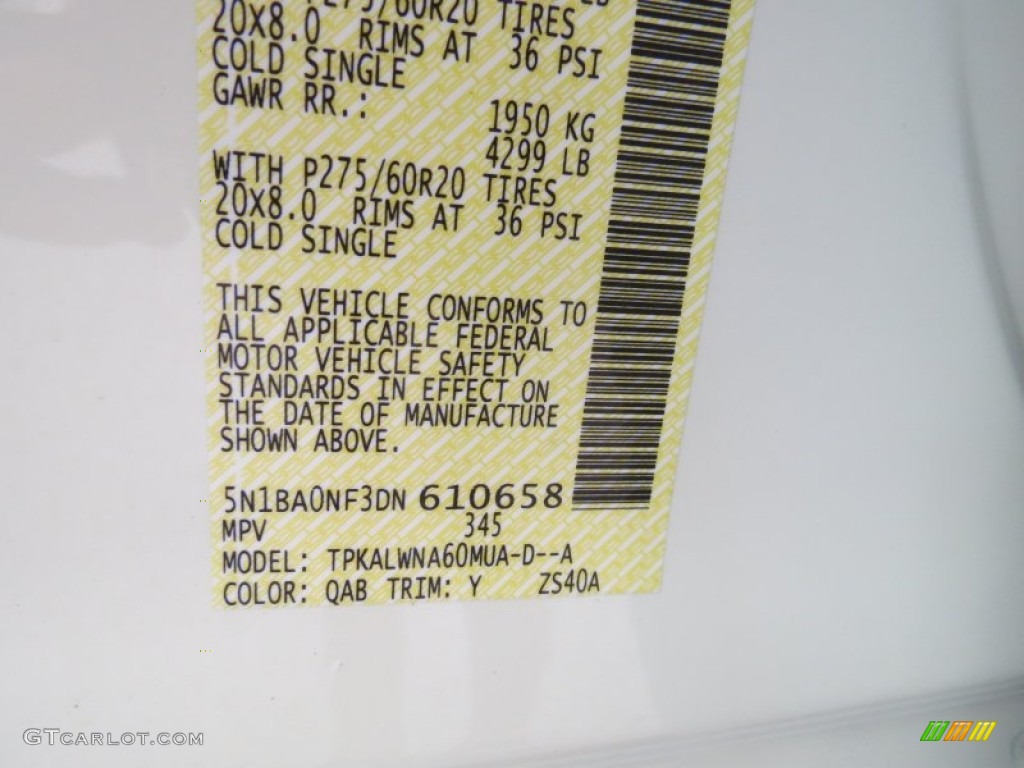 P275/60R20 TIRES
20X8.0 RIMS AT 36 PSI
COLD SINGLE
GAWR RR.:
1950 KG
4299 LB
WITH P275/60R20 TIRES
20X8.0 RIMS AT 36 PSI
COLD SINGLE
THIS VEHICLE CONFORMS TO
ALL APPLICABLE FEDERAL
MOTOR VEHICLE SAFETY
STANDARDS IN EFFECT ON
THE DATE OF MANUFACTURE
SHOWN ABOVE.
5N1BA0NF3DN 610658
MPV 345
MODEL: TPKALWNA60MUA-D--A
COLOR: QAB TRIM: Y ZS40A
GTCARLOT.COM